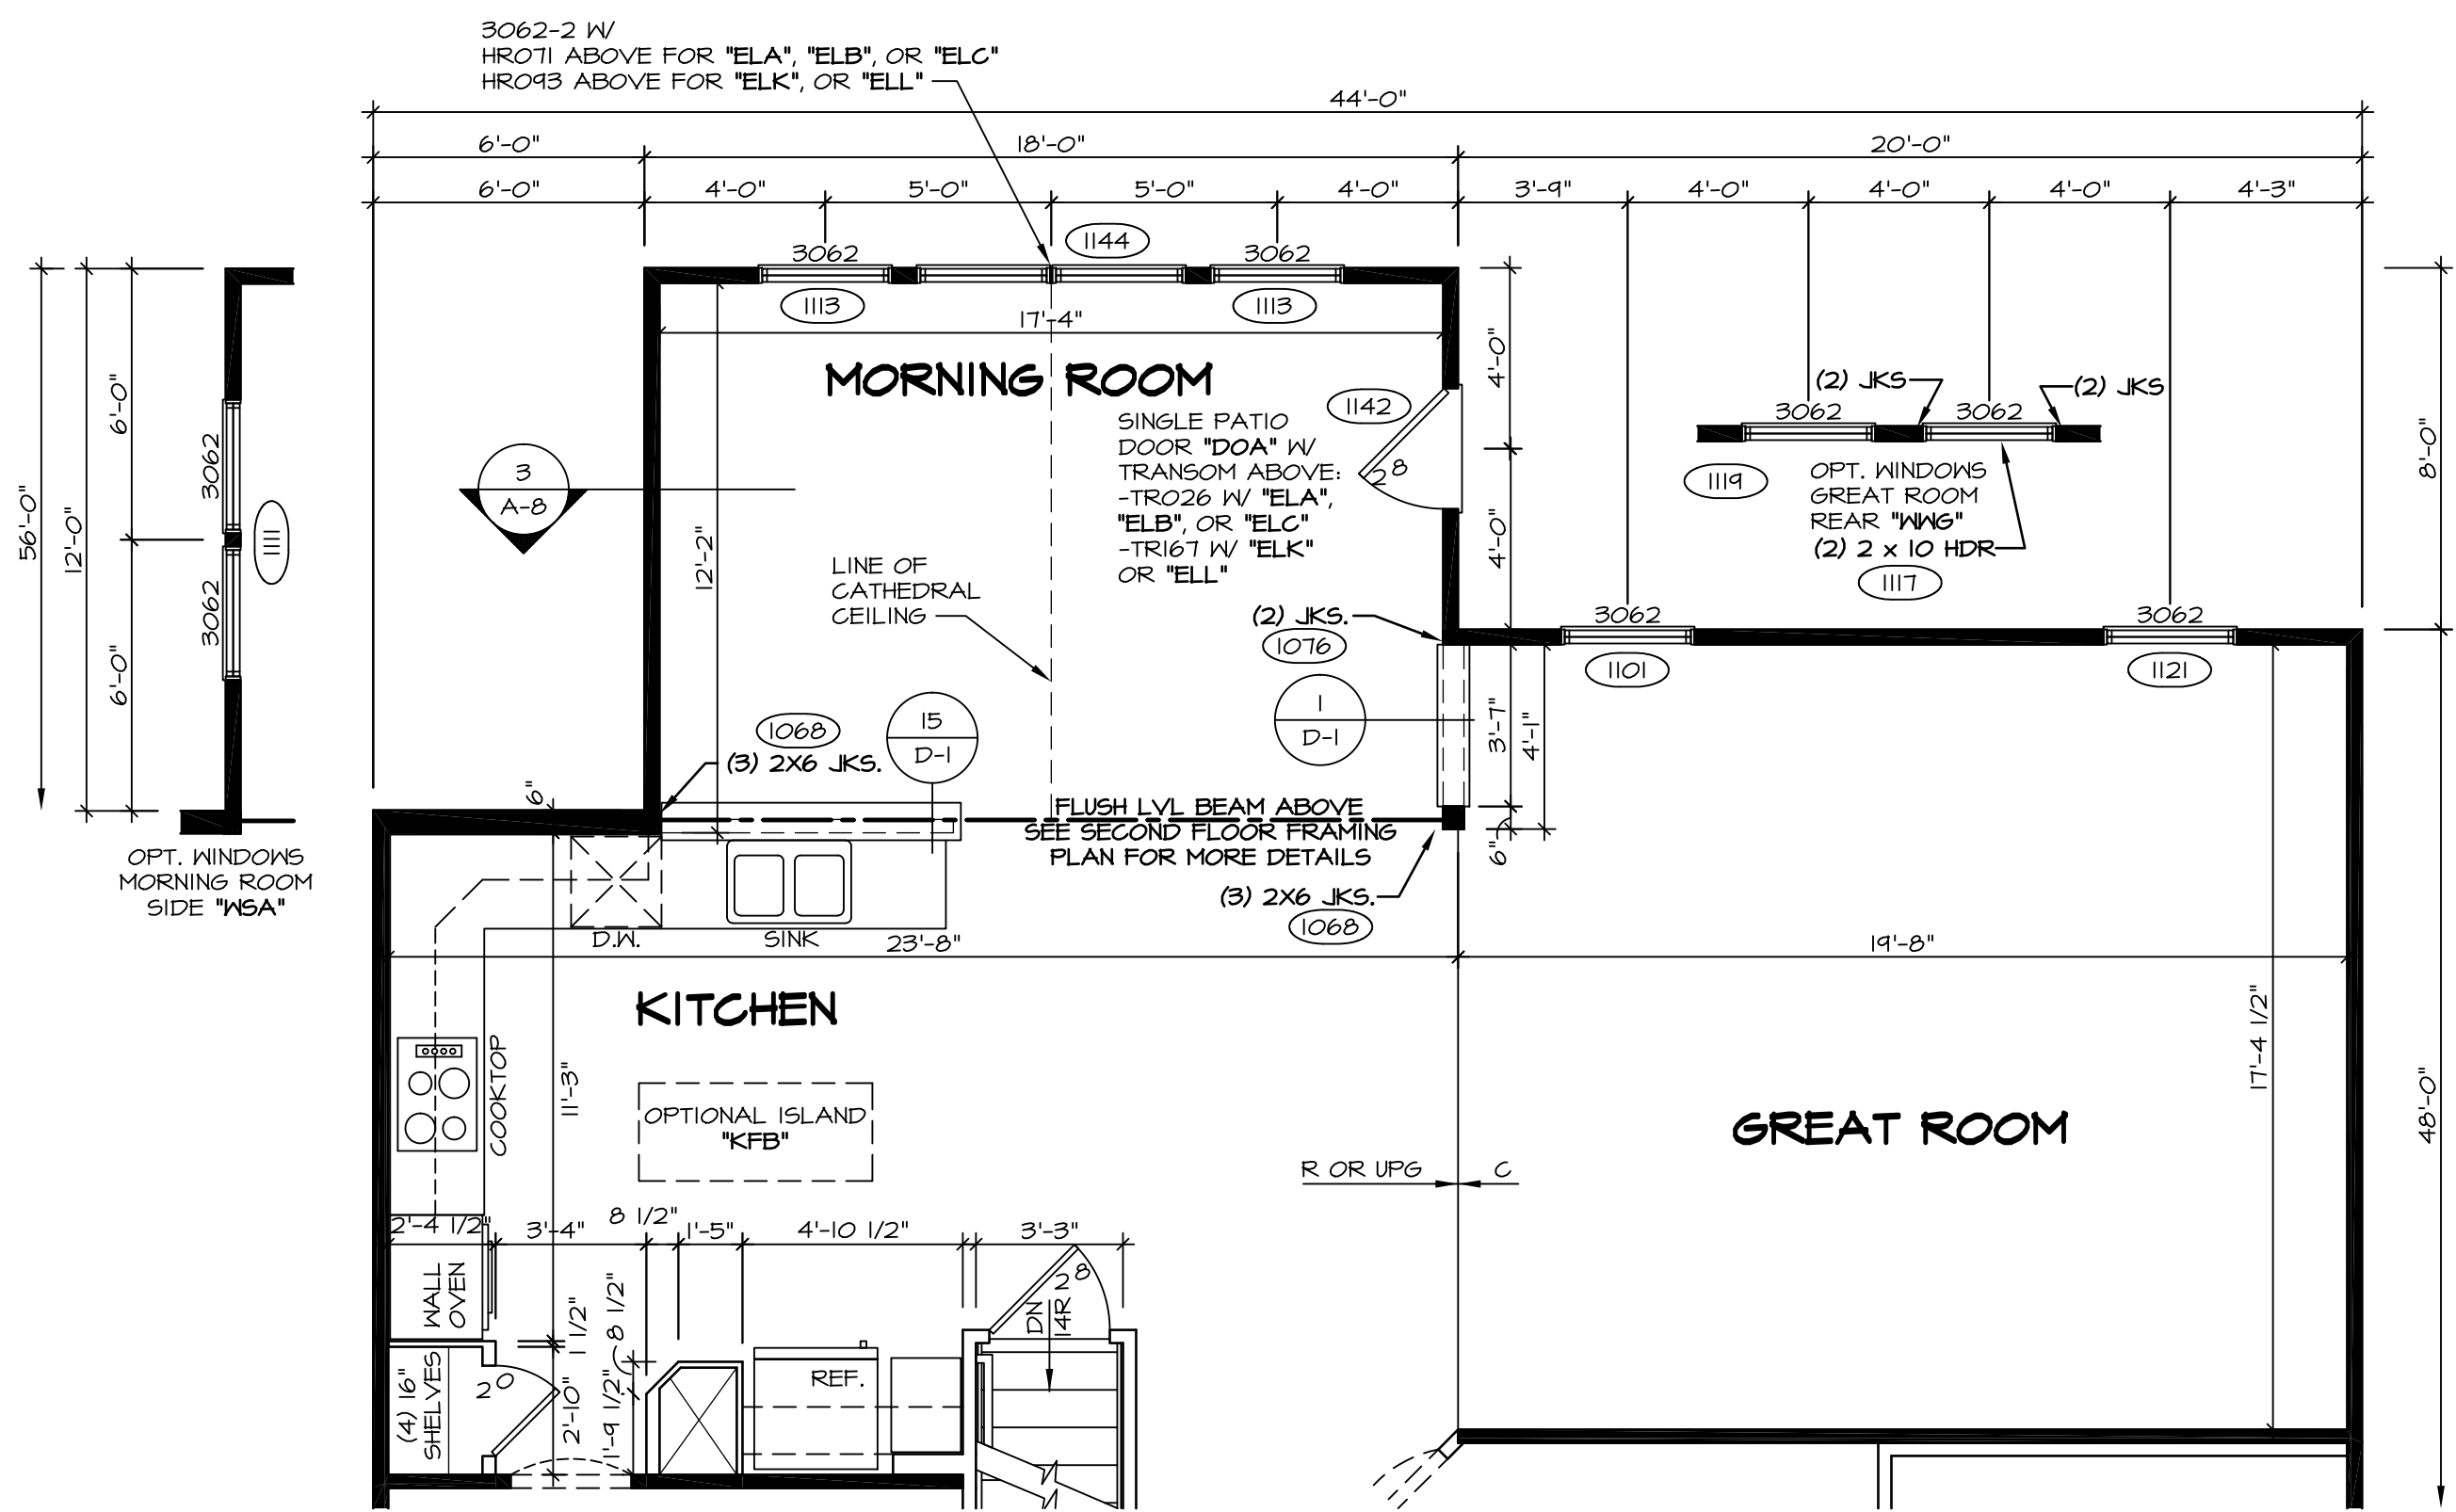 3062-2 W/
HR071 ABOVE FOR "ELA", "ELB", OR "ELC"
HR093 ABOVE FOR "ELK", OR "ELL"
44'-0"
6'-0"
18'-0"
20'-0"
6'-0"
4'-0"
5'-0"
5'-0"
4'-0"
3'-9"
4'-0"
4'-0"
4'-0"
4'-3"
3062
1144
3062
1113
1113
17'-4"
MORNING ROOM
56'-0"
12'-0"
6'-0"
6'-0"
3062
3062
1111
OPT. WINDOWS
MORNING ROOM
SIDE "WSA"
3
A-8
12'-2"
1142
SINGLE PATIO
DOOR "DOA" W/
TRANSOM ABOVE:
-TR026 W/ "ELA",
"ELB", OR "ELC"
-TR167 W/ "ELK"
OR "ELL"
2 8
4'-0"
4'-0"
LINE OF
CATHEDRAL
CEILING
(2) JKS
(2) JKS
3062
3062
1119
OPT. WINDOWS
GREAT ROOM
REAR "WWG"
(2) 2 x 10 HDR
1117
8'-0"
(2) JKS.
1076
3062
3062
1101
1121
1
D-1
3'-7"
4'-1"
6"
1068
(3) 2X6 JKS.
15
D-1
6"
FLUSH LVL BEAM ABOVE
SEE SECOND FLOOR FRAMING
PLAN FOR MORE DETAILS
(3) 2X6 JKS.
1068
D.W.
SINK
23'-8"
19'-8"
KITCHEN
COOKTOP
11'-3"
OPTIONAL ISLAND
"KFB"
GREAT ROOM
17'-4 1/2"
48'-0"
R OR UPG
C
2'-4 1/2"
3'-4"
8 1/2"
1'-5"
4'-10 1/2"
3'-3"
WALL
OVEN
1 1/2"
8 1/2"
2 8
DN
14R
(4) 16"
SHELVES
2 0
2'-10"
11'-9 1/2"
REF.